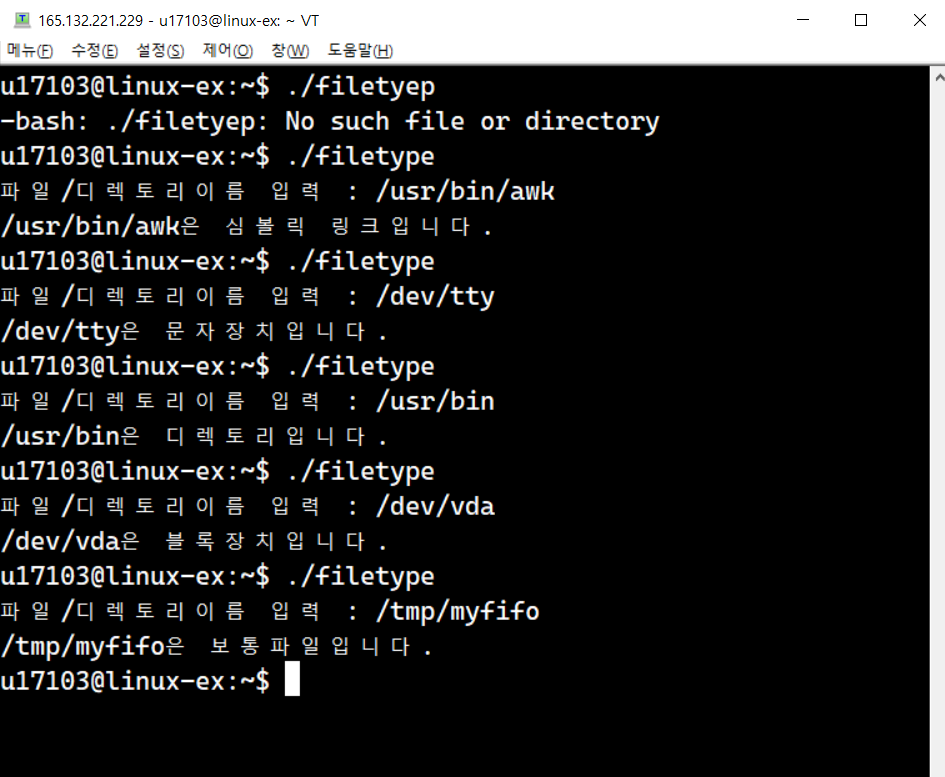 165.132.221.229 - u17103@linux-ex: ~ VT
메뉴(F) 수정(E) 설정(S) 제어(O) 창(W) 도움말(H)
u17103@linux-ex:~$ ./filetyep
-bash: ./filetyep: No such file or directory
u17103@linux-ex:~$ ./filetype
파일/디렉토리이름 입력 : /usr/bin/awk
/usr/bin/awk은 심볼릭 링크입니다.
u17103@linux-ex:~$ ./filetype
파일/디렉토리이름 입력 : /dev/tty
/dev/tty은 문자장치입니다.
u17103@linux-ex:~$ ./filetype
파일/디렉토리이름 입력 : /usr/bin
/usr/bin은 디렉토리입니다.
u17103@linux-ex:~$ ./filetype
파일/디렉토리이름 입력 : /dev/vda
/dev/vda은 블록장치입니다.
u17103@linux-ex:~$ ./filetype
파일/디렉토리이름 입력 : /tmp/myfifo
/tmp/myfifo은 보통파일입니다.
u17103@linux-ex:~$